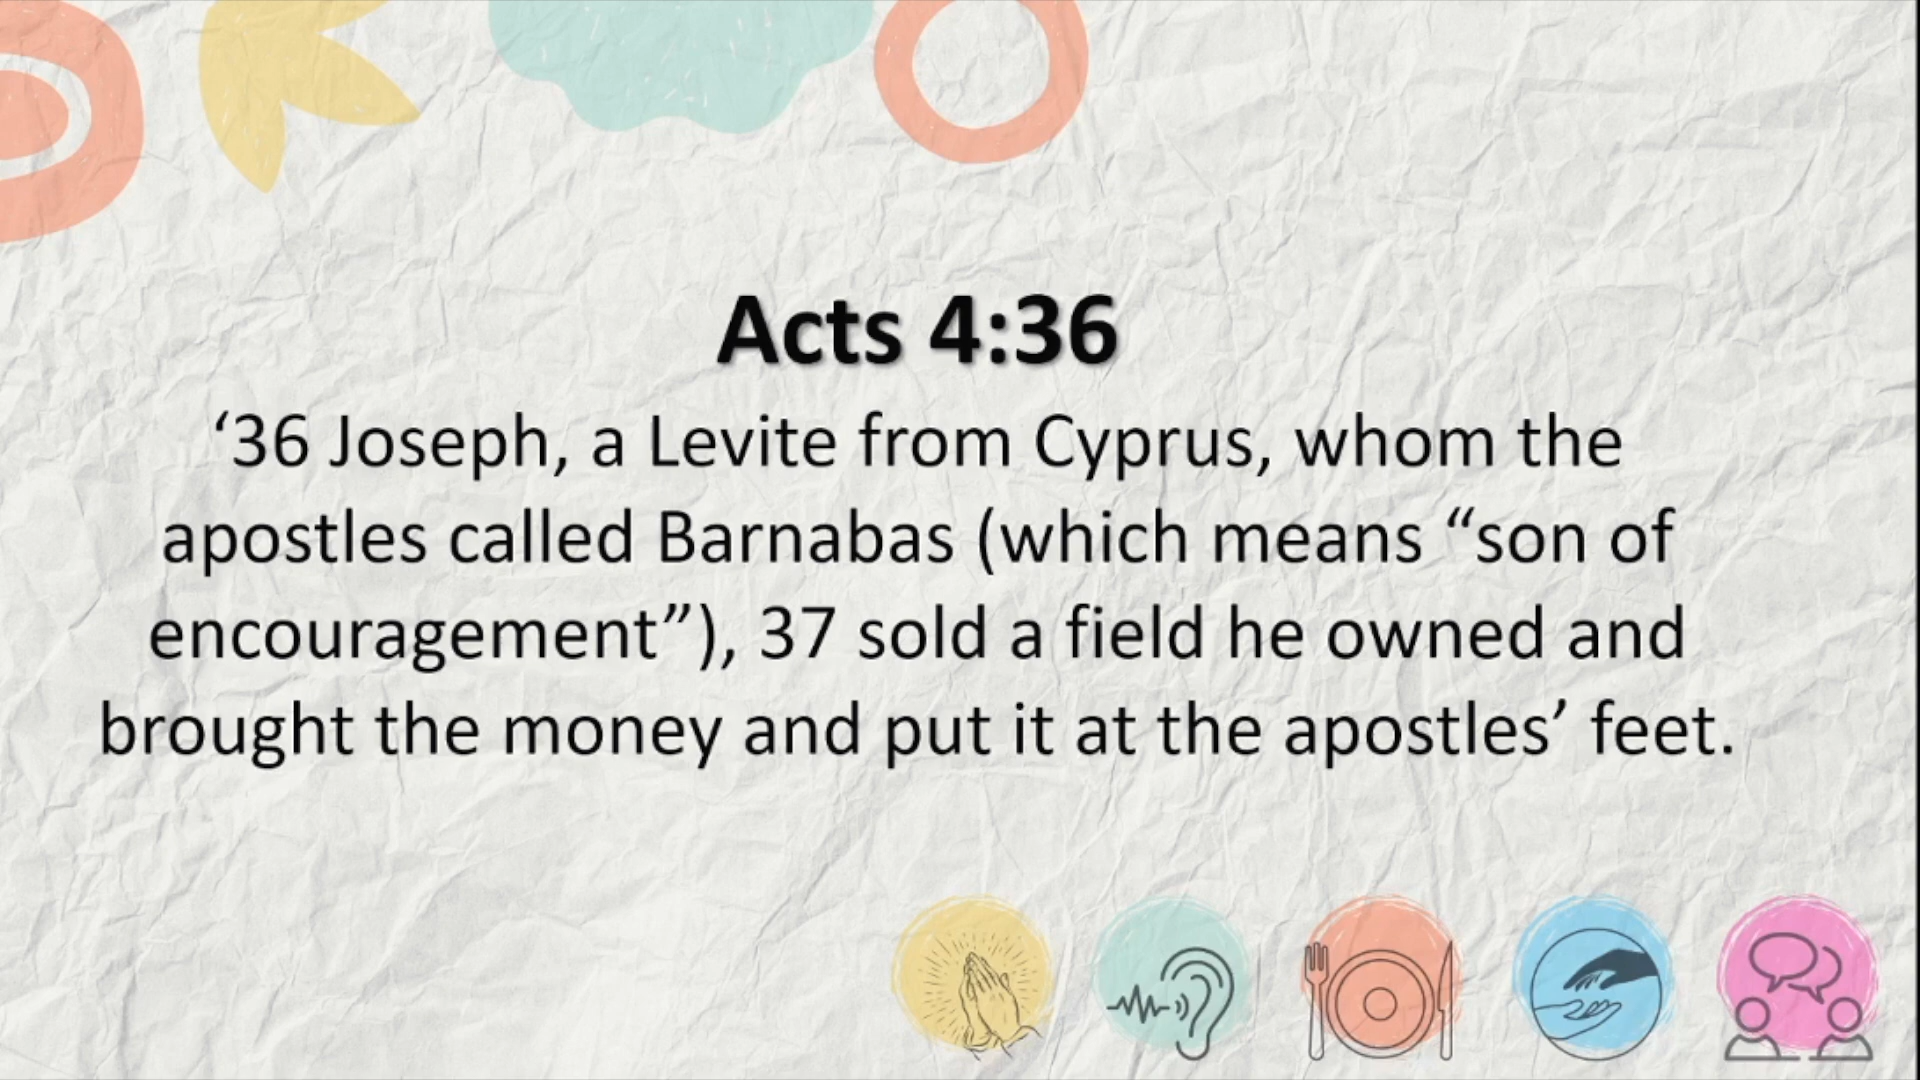 Acts 4:36
‘36 Joseph, a Levite from Cyprus, whom the
apostles called Barnabas (which means “son of
encouragement”), 37 sold a field he owned and
brought the money and put it at the apostles’ feet.